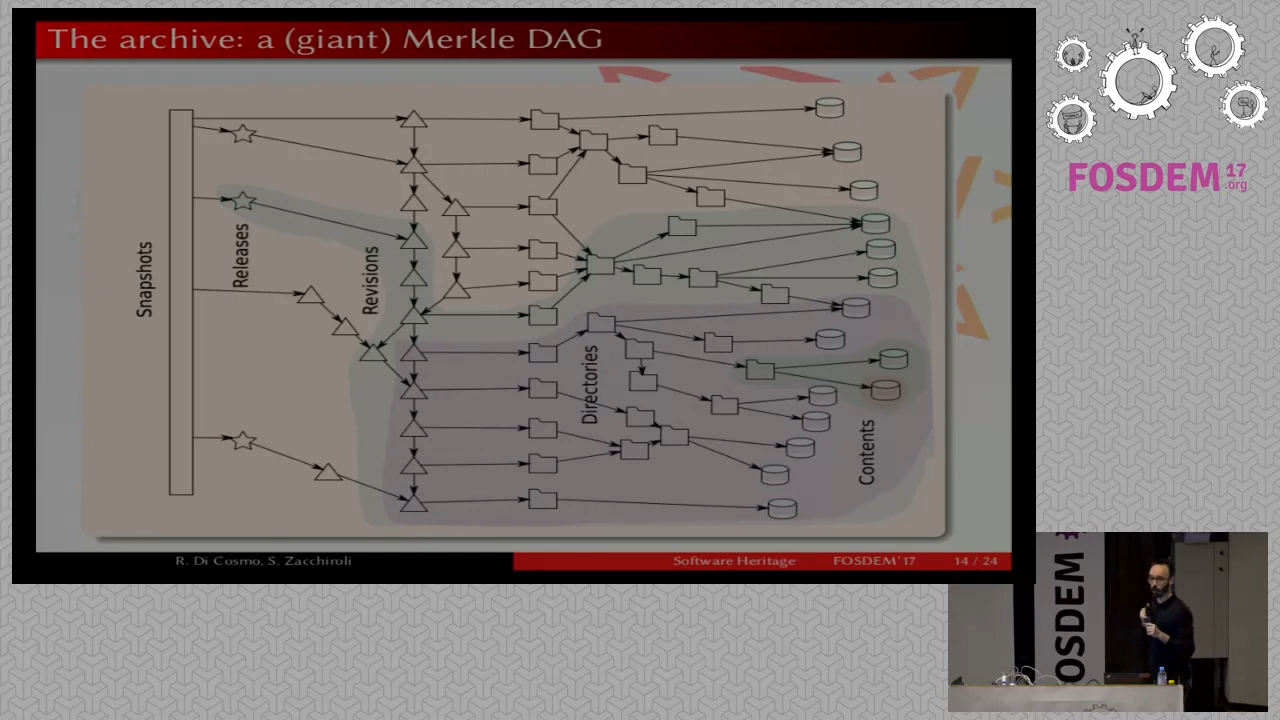 The archive: a (giant) Merkle DAG
Snapshots
Releases
Revisions
Directories
Contents
R. Di Cosmo, S. Zacchiroli
Software Heritage
FOSDEM'17
14 / 24
FOSDEM 17
.org
OSDEM